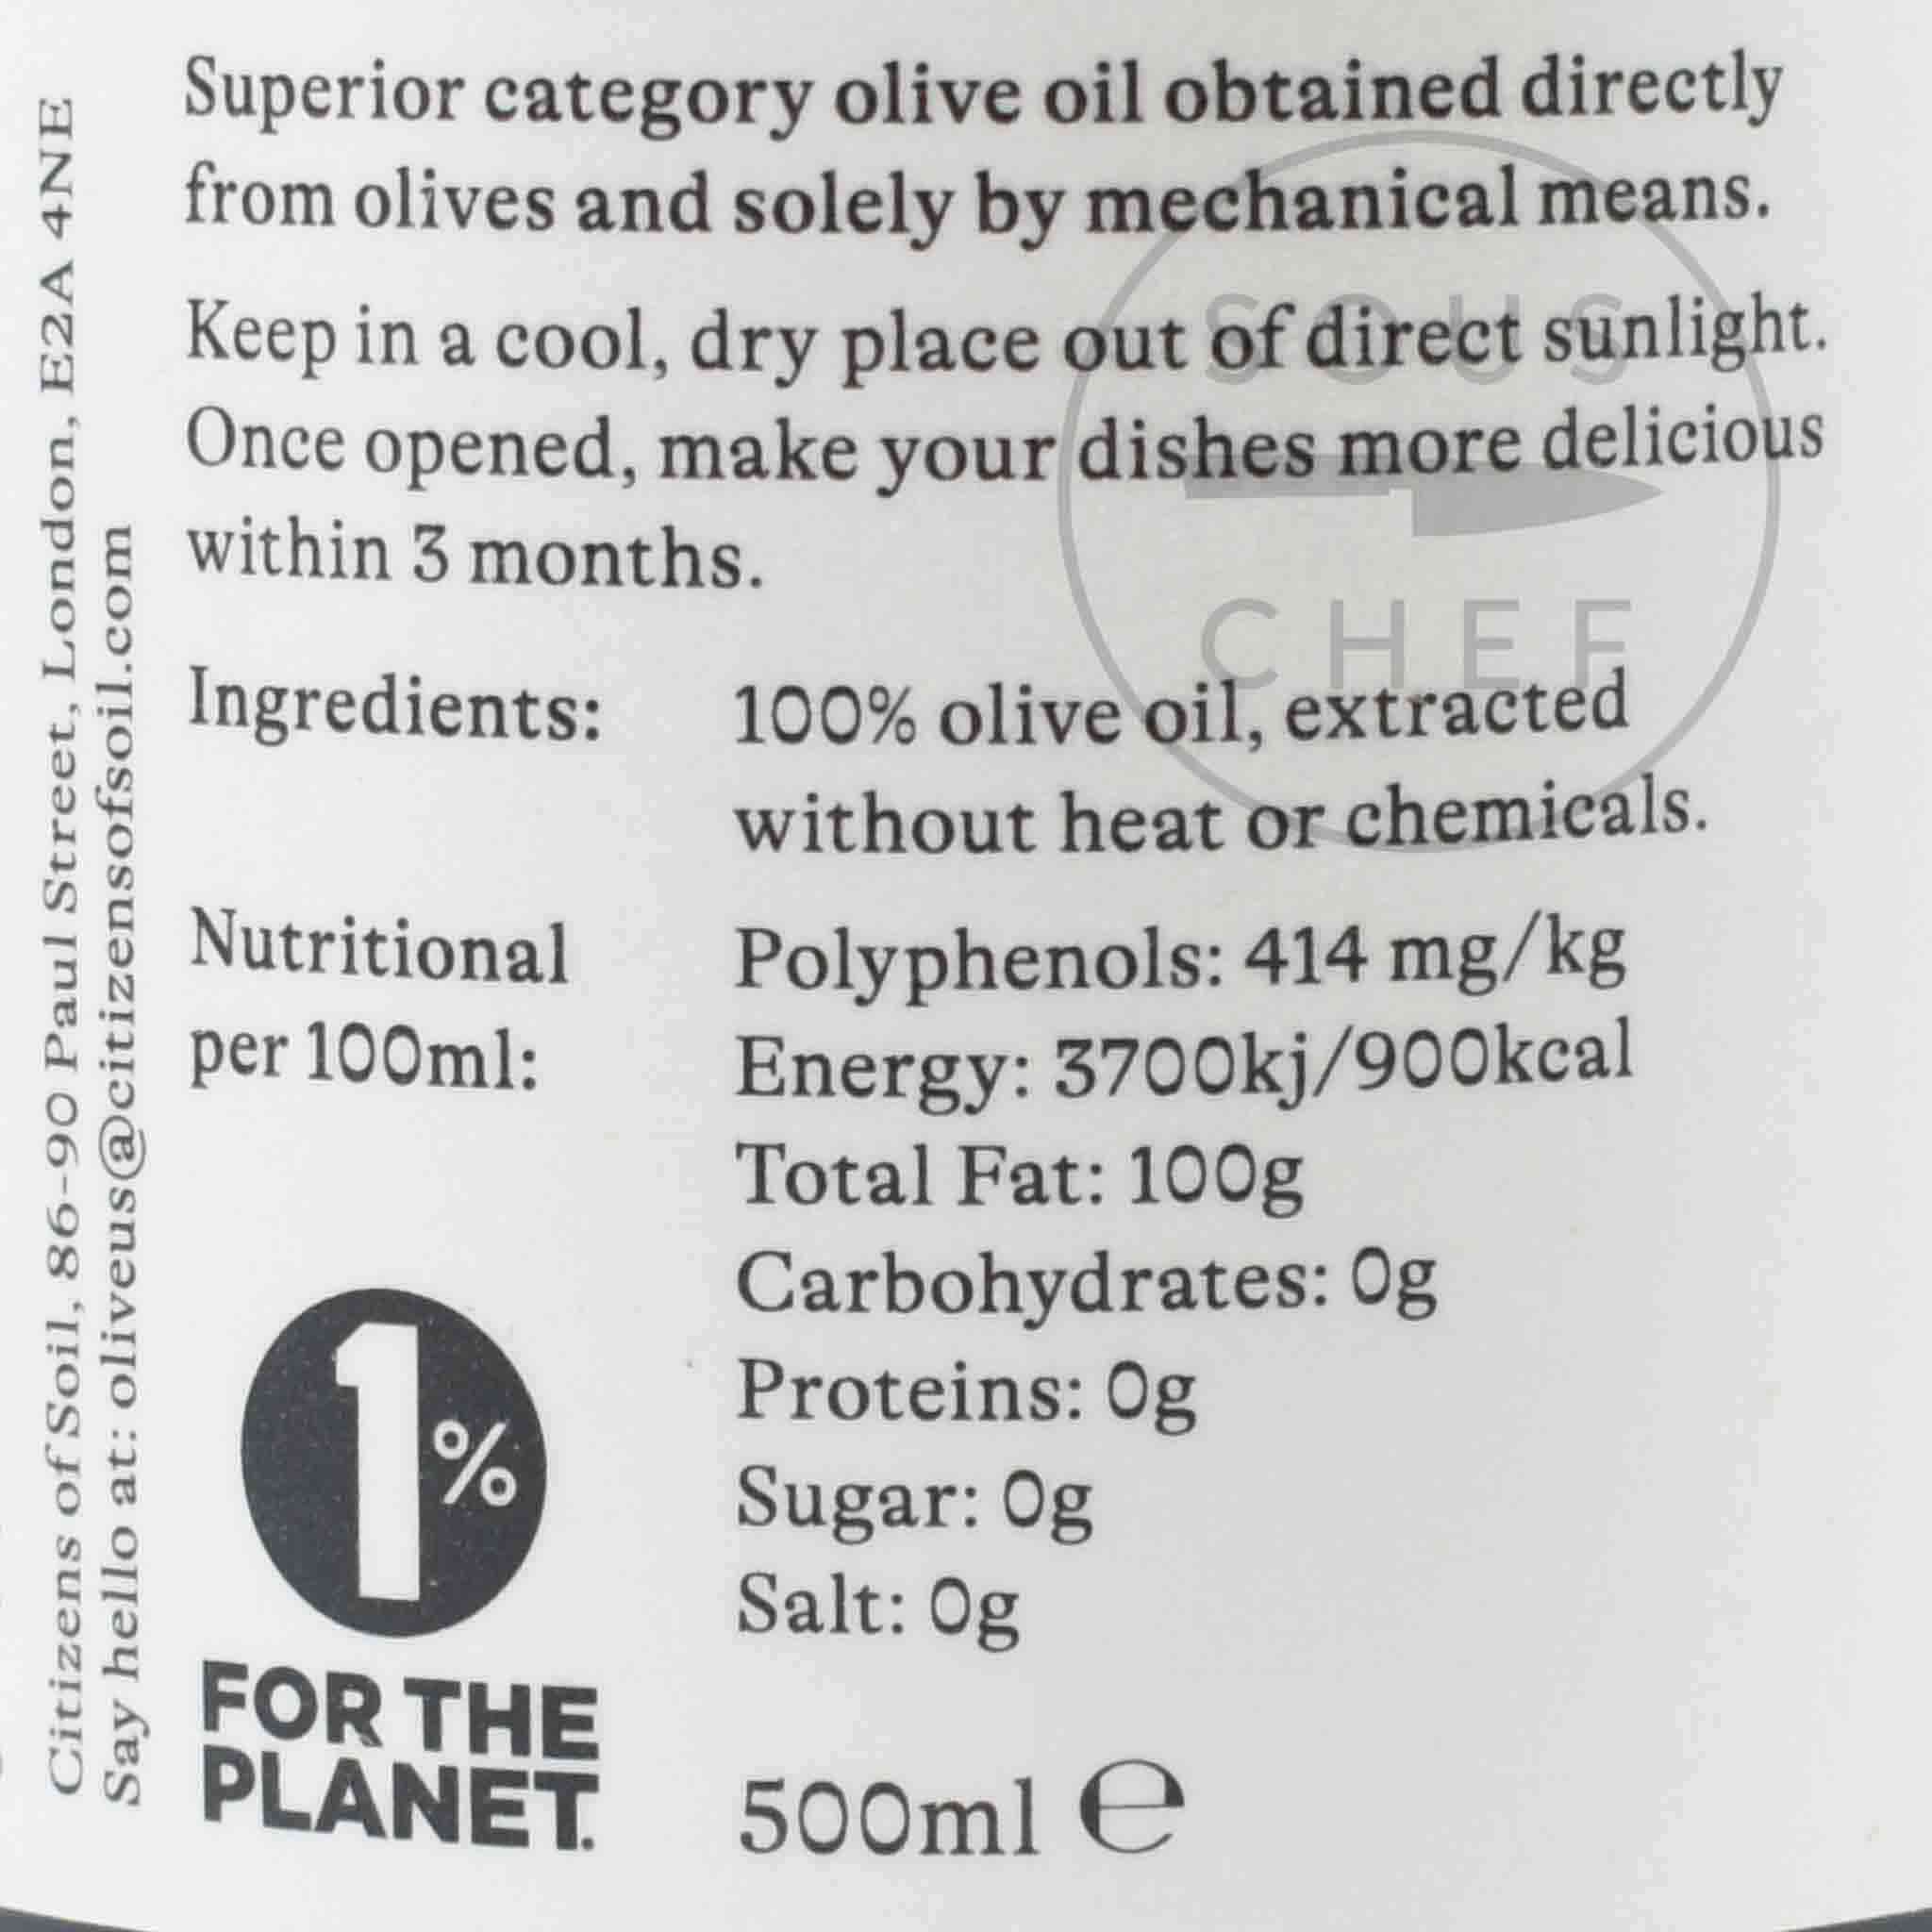 Superior category olive oil obtained directly
from olives and solely by mechanical means.
Keep in a cool, dry place out of direct sunlight.
Once opened, make your dishes more delicious
within 3 months.
Ingredients: 100% olive oil, extracted
without heat or chemicals.
Nutritional Polyphenols: 414 mg/kg
per 100ml: Energy: 3700kj/900kcal
Total Fat: 100g
Carbohydrates: 0g
Proteins: 0g
Sugar: 0g
Salt: 0g
1%
FOR THE
PLANET.
500ml ℮
Citizens of Soil, 86-90 Paul Street, London, E2A 4NE
Say hello at: oliveus@citizensofsoil.com
SOUS
CHEF